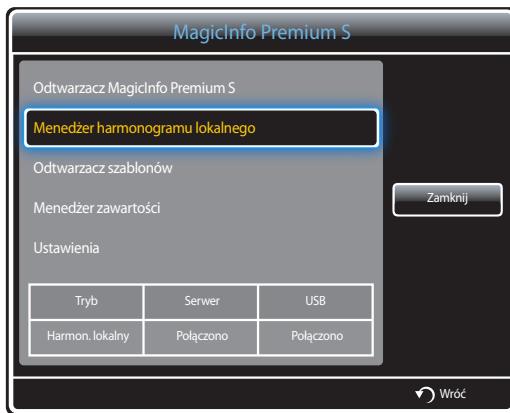 MagicInfo Premium S
Odtwarzacz MagicInfo Premium S
Menedżer harmonogramu lokalnego
Odtwarzacz szablonów
Menedżer zawartości
Ustawienia
Zamknij
Tryb Serwer USB
Harmon. lokalny Połączono Połączono
Wróć